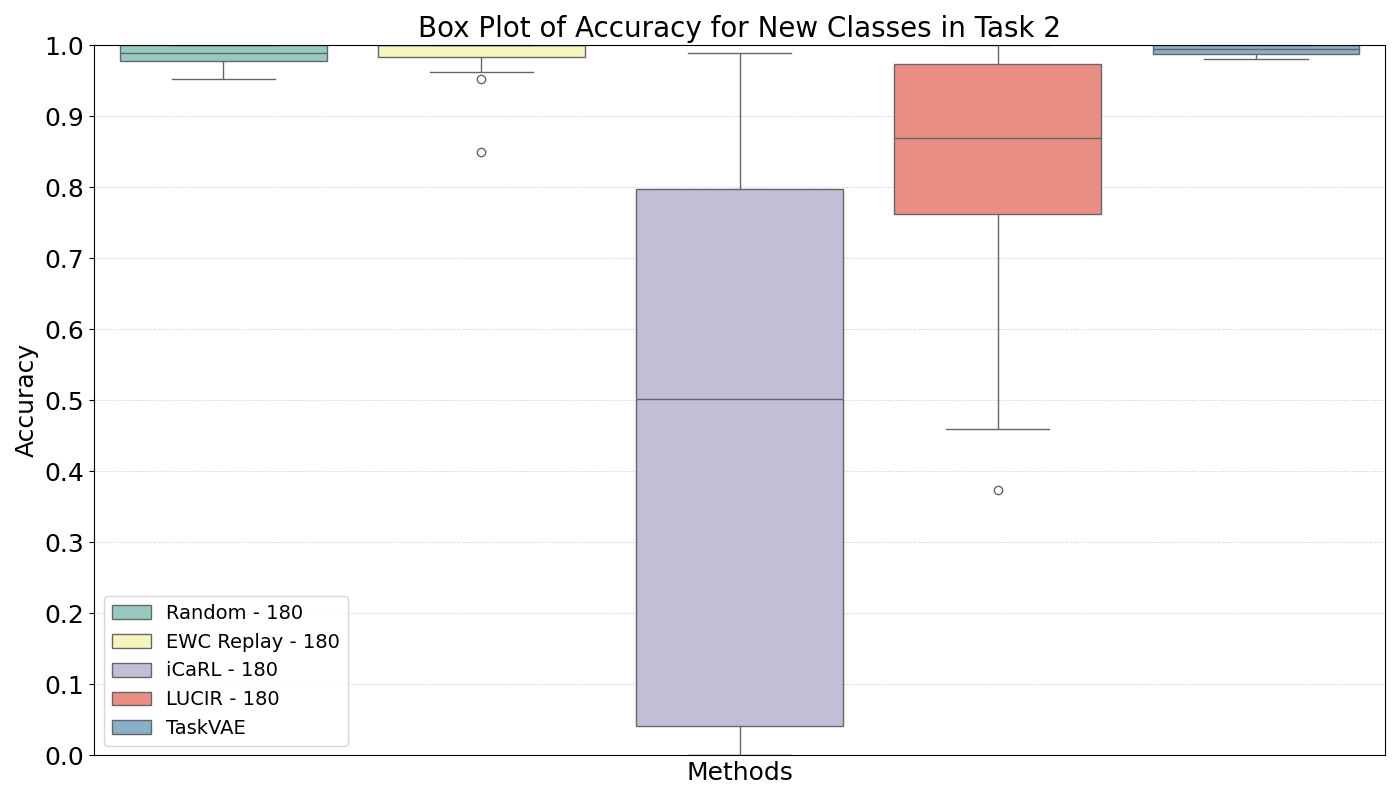 Box Plot of Accuracy for New Classes in Task 2
1.0
0.9
0.8
0.7
0.6
0.5
0.4
0.3
0.2
0.1
0.0
Accuracy
Random - 180
EWC Replay - 180
iCaRL - 180
LUCIR - 180
TaskVAE
Methods